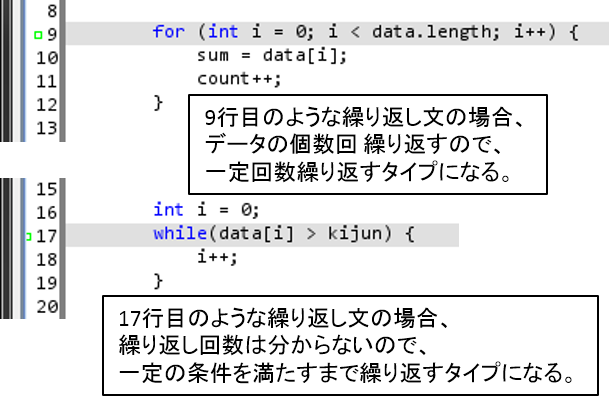 8
9 for (int i = 0; i < data.length; i++) {
10 sum = data[i];
11 count++;
12 }
13
9行目のような繰り返し文の場合、
データの個数回 繰り返すので、
一定回数繰り返すタイプになる。
15
16 int i = 0;
17 while(data[i] > kijun) {
18 i++;
19 }
20
17行目のような繰り返し文の場合、
繰り返し回数は分からないので、
一定の条件を満たすまで繰り返すタイプになる。